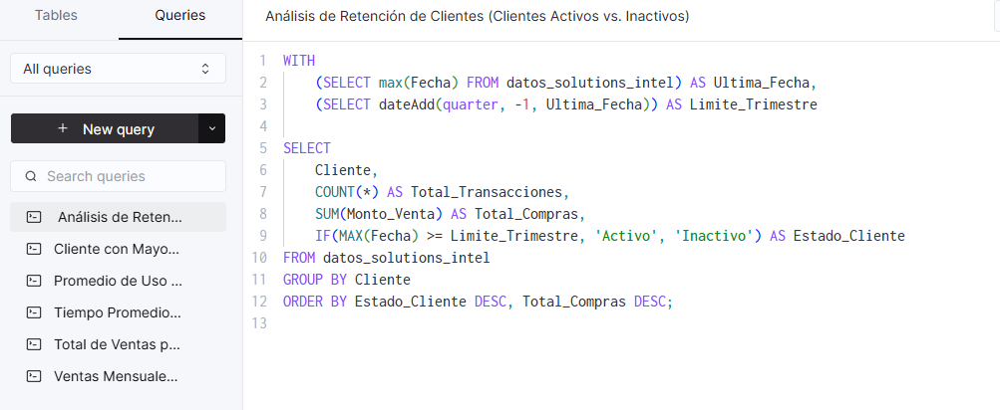 Tables Queries
All queries
+ New query
Search queries
Análisis de Reten...
Cliente con Mayo...
Promedio de Uso ...
Tiempo Promedio...
Total de Ventas p...
Ventas Mensuale...
Análisis de Retención de Clientes (Clientes Activos vs. Inactivos)
1 WITH
2 (SELECT max(Fecha) FROM datos_solutions_intel) AS Ultima_Fecha,
3 (SELECT dateAdd(quarter, -1, Ultima_Fecha)) AS Limite_Trimestre
4
5 SELECT
6 Cliente,
7 COUNT(*) AS Total_Transacciones,
8 SUM(Monto_Venta) AS Total_Compras,
9 IF(MAX(Fecha) >= Limite_Trimestre, 'Activo', 'Inactivo') AS Estado_Cliente
10 FROM datos_solutions_intel
11 GROUP BY Cliente
12 ORDER BY Estado_Cliente DESC, Total_Compras DESC;
13